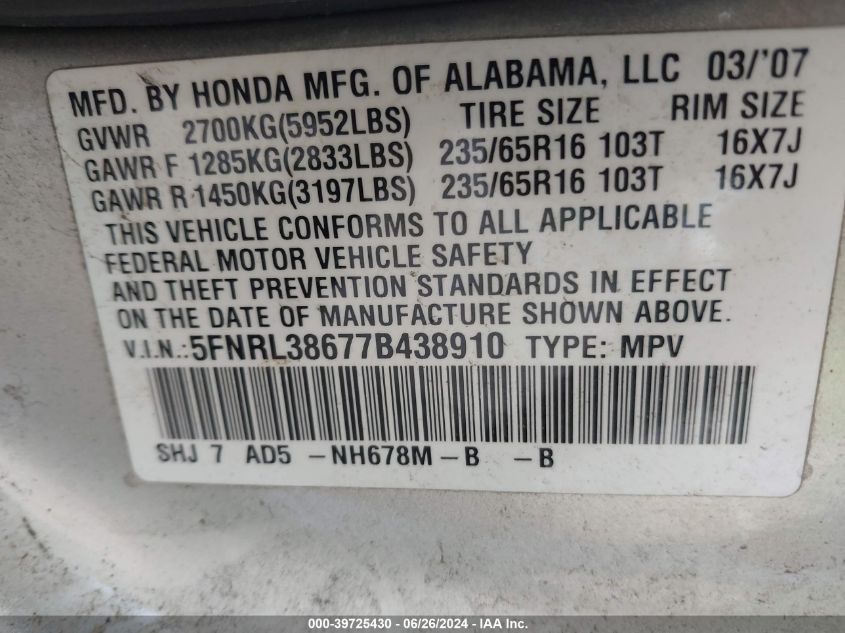 MFD. BY HONDA MFG. OF ALABAMA, LLC 03/'07
GVWR 2700KG(5952LBS) TIRE SIZE RIM SIZE
GAWR F 1285KG(2833LBS) 235/65R16 103T 16X7J
GAWR R 1450KG(3197LBS) 235/65R16 103T 16X7J
THIS VEHICLE CONFORMS TO ALL APPLICABLE
FEDERAL MOTOR VEHICLE SAFETY
AND THEFT PREVENTION STANDARDS IN EFFECT
ON THE DATE OF MANUFACTURE SHOWN ABOVE.
V.I.N.:5FNRL38677B438910 TYPE: MPV
SHJ 7 AD5 -NH678M-B -B
000-39725430 - 06/26/2024 - IAA Inc.